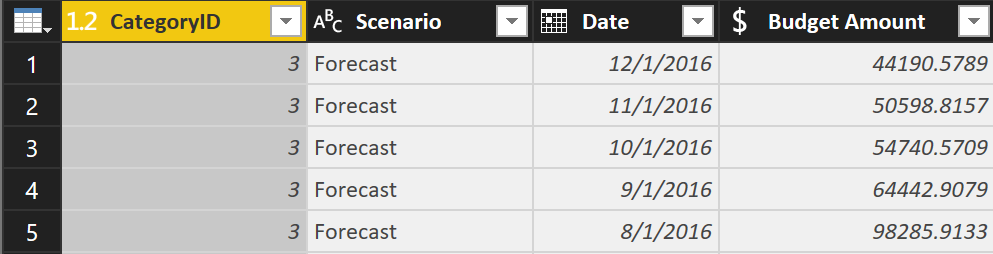 1.2 CategoryID ABC Scenario Date $ Budget Amount
1 3 Forecast 12/1/2016 44190.5789
2 3 Forecast 11/1/2016 50598.8157
3 3 Forecast 10/1/2016 54740.5709
4 3 Forecast 9/1/2016 64442.9079
5 3 Forecast 8/1/2016 98285.9133